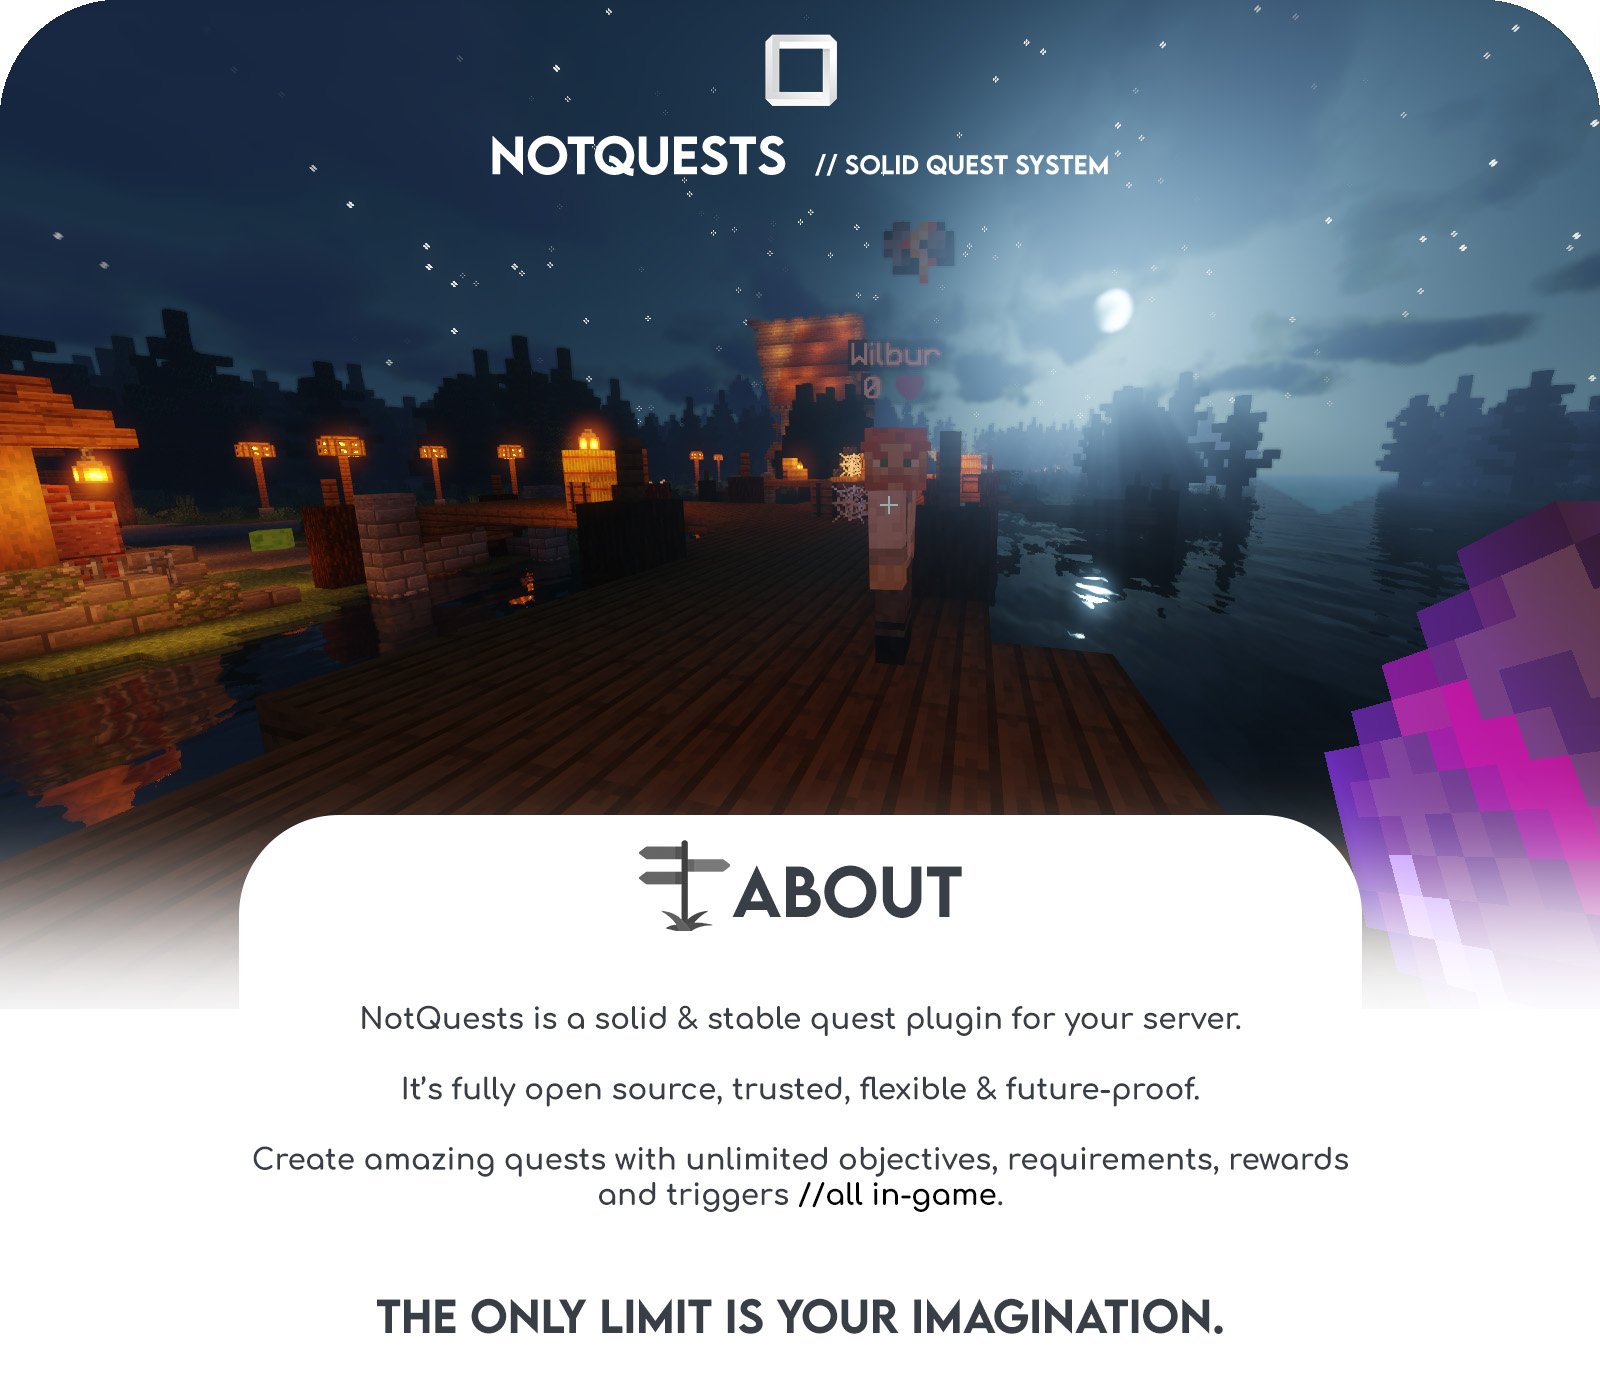 NOTQUESTS // SOLID QUEST SYSTEM
Wilbur
0 ❤
ABOUT
NotQuests is a solid & stable quest plugin for your server.
It’s fully open source, trusted, flexible & future-proof.
Create amazing quests with unlimited objectives, requirements, rewards
and triggers //all in-game.
THE ONLY LIMIT IS YOUR IMAGINATION.